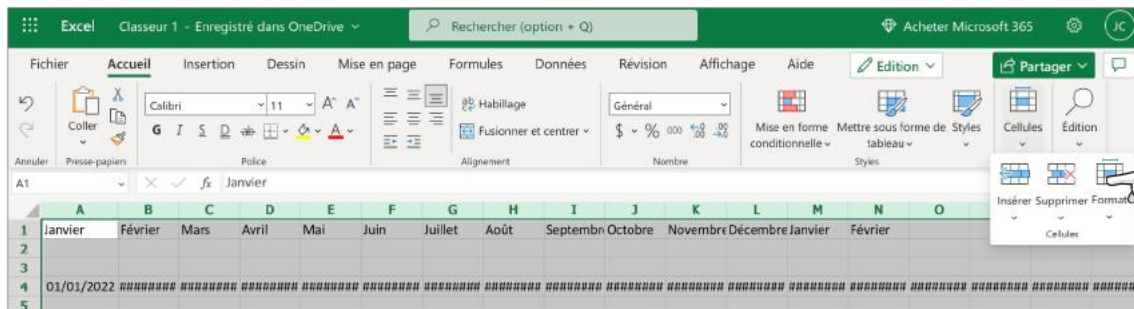 Excel Classeur 1 - Enregistré dans OneDrive Rechercher (option + Q) Acheter Microsoft 365 JC
Fichier Accueil Insertion Dessin Mise en page Formules Données Révision Affichage Aide Edition Partager
Coller
Calibri 11 A A
Habillage
Général
G I S D ab A
Fusionner et centrer
$ % 000
Mise en forme conditionnelle
Mettre sous forme de tableau
Styles
Cellules
Édition
Annuler Presse-papiers Police Alignement Nombre Styles
A1 fx Janvier
Insérer Supprimer Format
Cellules
A B C D E F G H I J K L M N O
1 Janvier Février Mars Avril Mai Juin Juillet Août Septembr Octobre Novembre Décembre Janvier Février
2
3
4 01/01/2022 ######## ######## ######## ######## ######## ######## ######## ######## ######## ######## ######## ######## ######## ######## ######## ######## ######
5